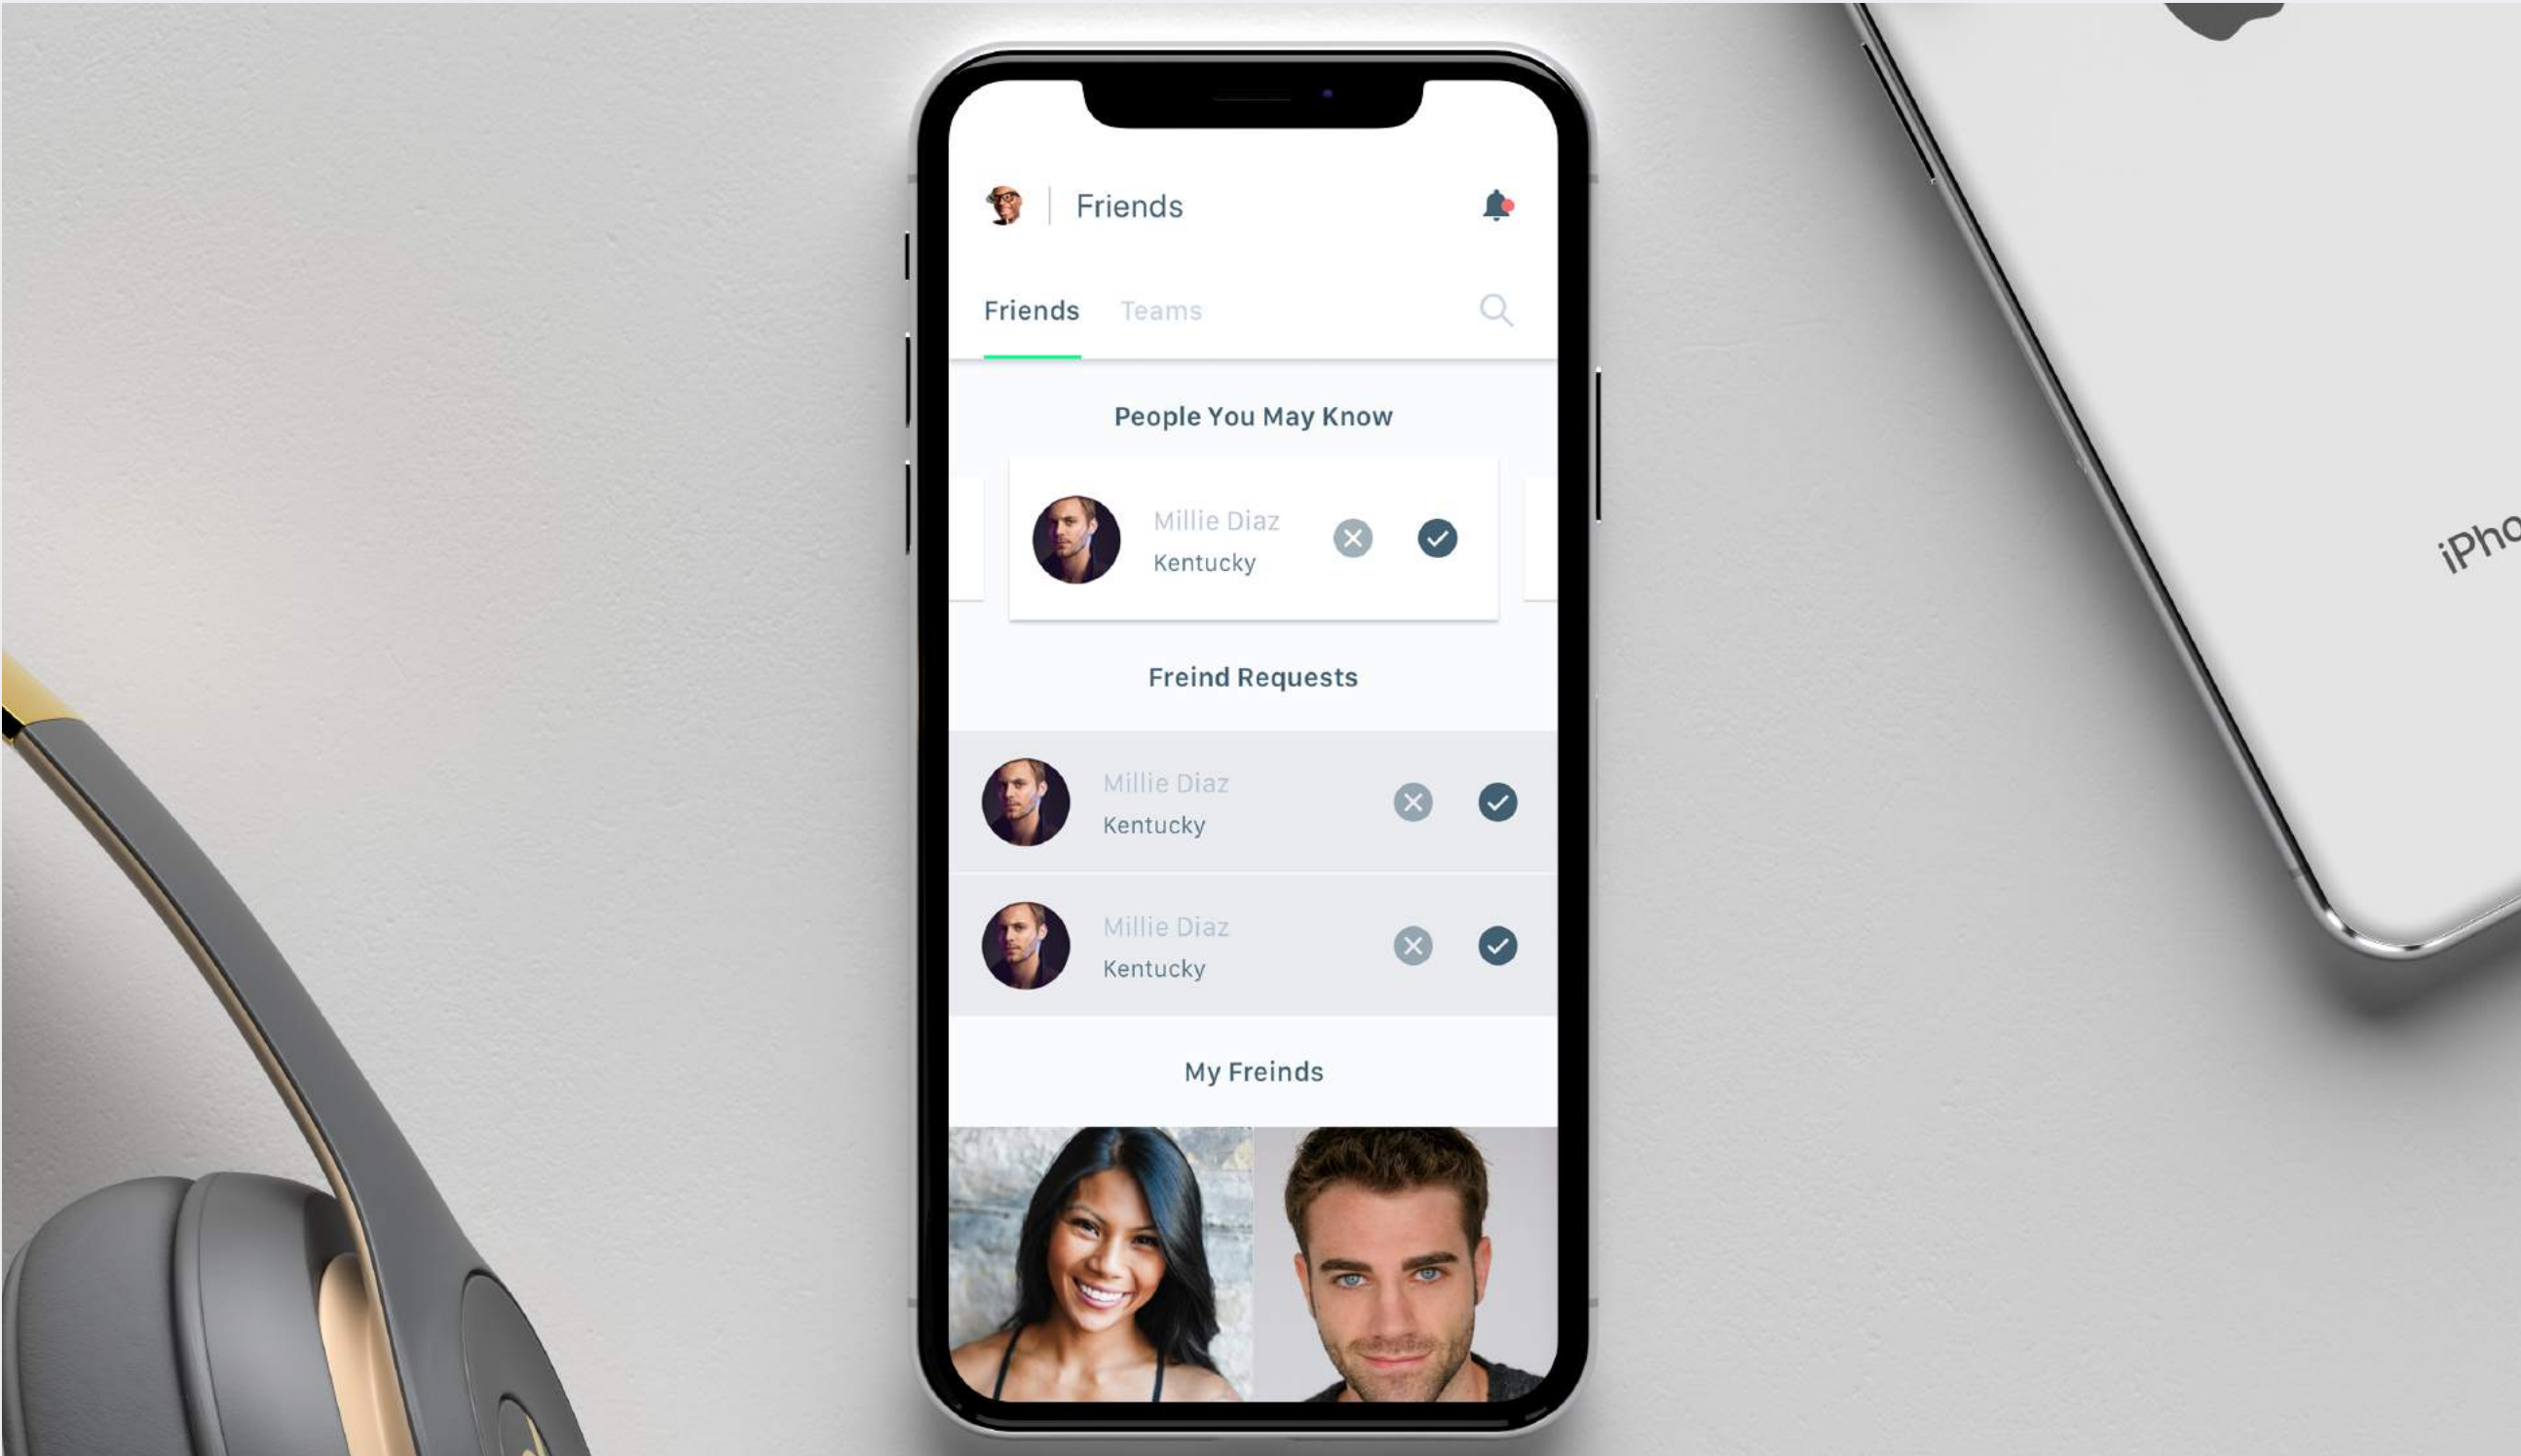 Friends
Friends Teams
People You May Know
Millie Diaz
Kentucky
Freind Requests
Millie Diaz
Kentucky
Millie Diaz
Kentucky
My Freinds
iPho